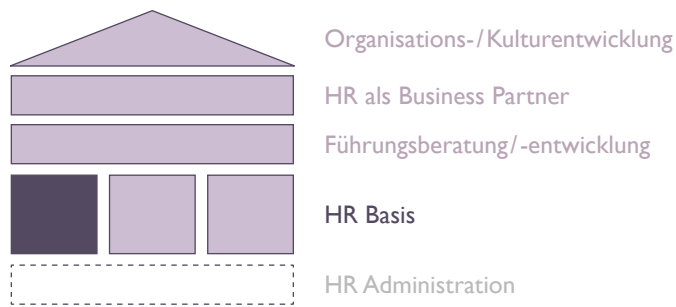 Organisations-/Kulturentwicklung
HR als Business Partner
Führungsberatung/-entwicklung
HR Basis
HR Administration